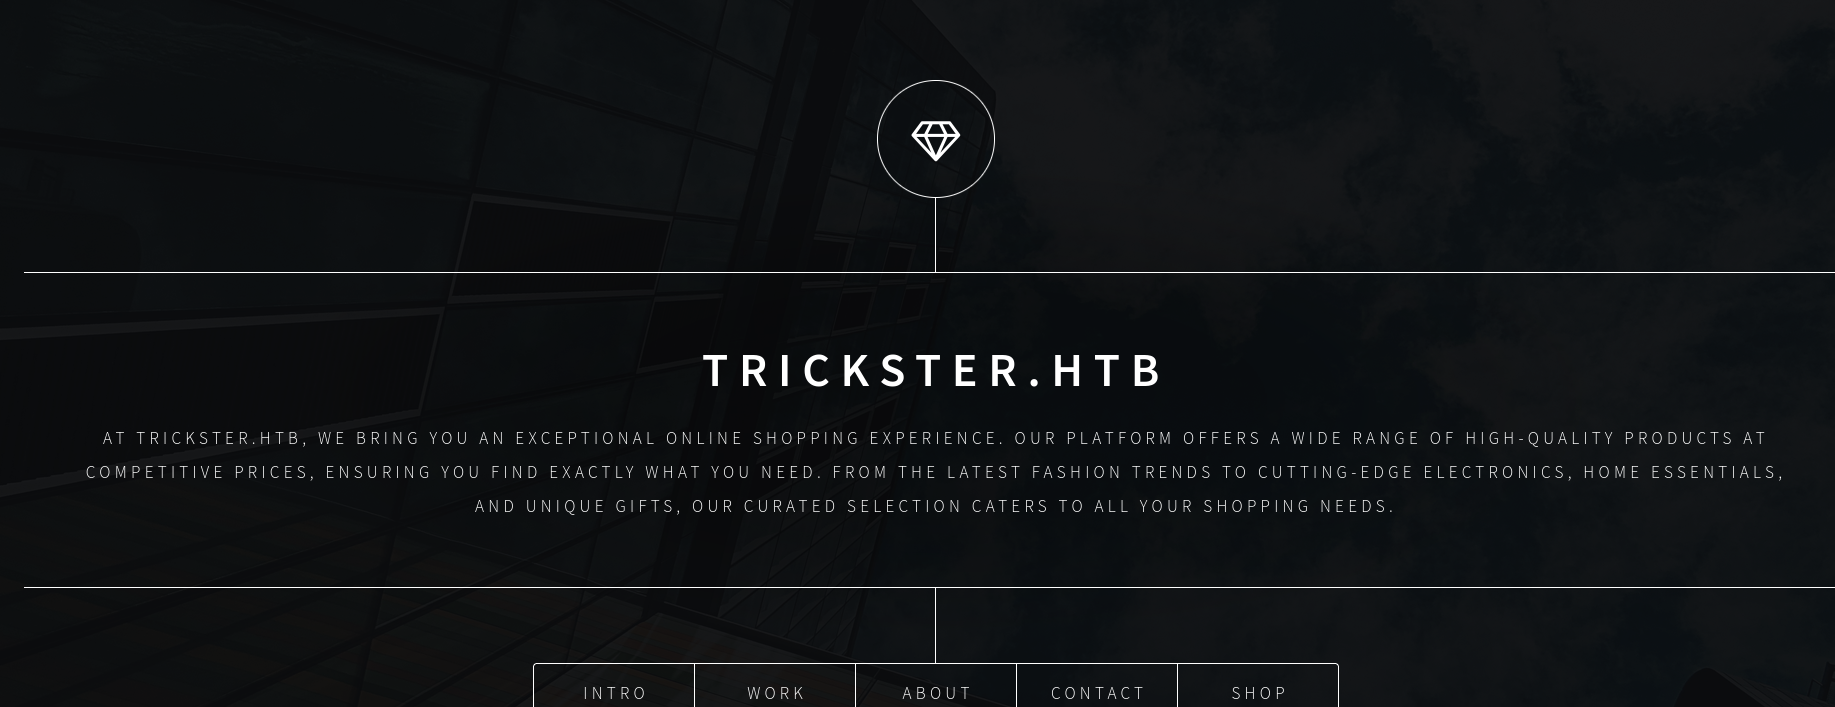 TRICKSTER.HTB
AT TRICKSTER.HTB, WE BRING YOU AN EXCEPTIONAL ONLINE SHOPPING EXPERIENCE. OUR PLATFORM OFFERS A WIDE RANGE OF HIGH-QUALITY PRODUCTS AT
COMPETITIVE PRICES, ENSURING YOU FIND EXACTLY WHAT YOU NEED. FROM THE LATEST FASHION TRENDS TO CUTTING-EDGE ELECTRONICS, HOME ESSENTIALS,
AND UNIQUE GIFTS, OUR CURATED SELECTION CATERS TO ALL YOUR SHOPPING NEEDS.
INTRO WORK ABOUT CONTACT SHOP